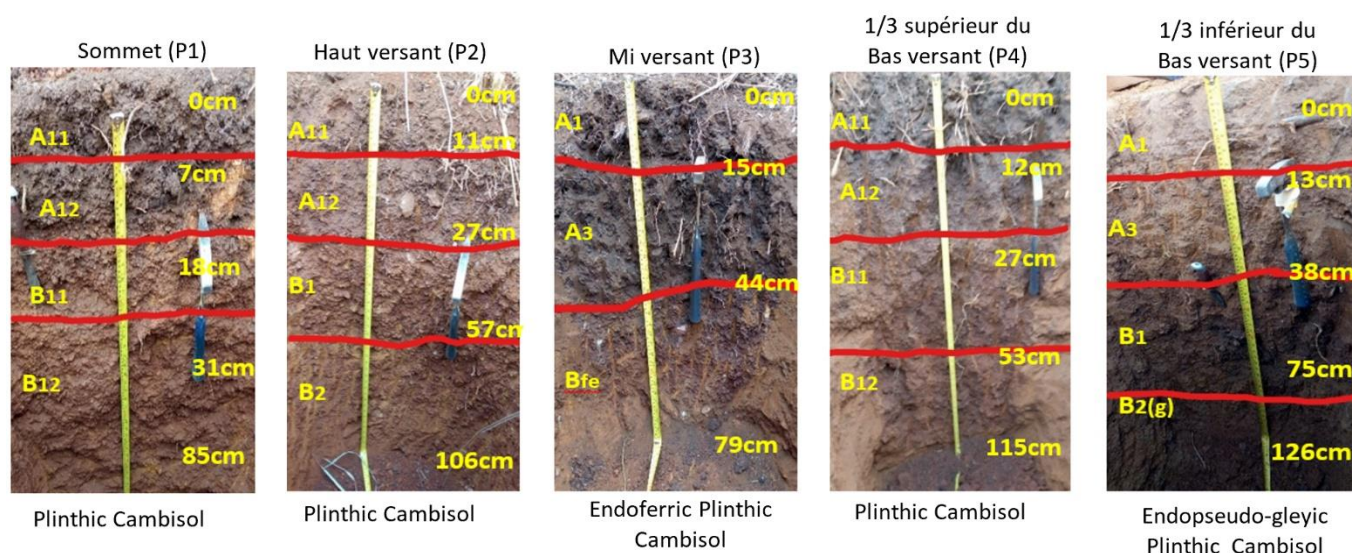 Sommet (P1)
0cm
A11
7cm
A12
18cm
B11
31cm
B12
85cm
Plinthic Cambisol
Haut versant (P2)
0cm
A11
11cm
A12
27cm
B1
57cm
B2
106cm
Plinthic Cambisol
Mi versant (P3)
0cm
A1
15cm
A3
44cm
Bfe
79cm
Endoferric Plinthic
Cambisol
1/3 supérieur du
Bas versant (P4)
0cm
A11
12cm
A12
27cm
B11
53cm
B12
115cm
Plinthic Cambisol
1/3 inférieur du
Bas versant (P5)
0cm
A1
13cm
A3
38cm
B1
75cm
B2(g)
126cm
Endopseudo-gleyic
Plinthic Cambisol